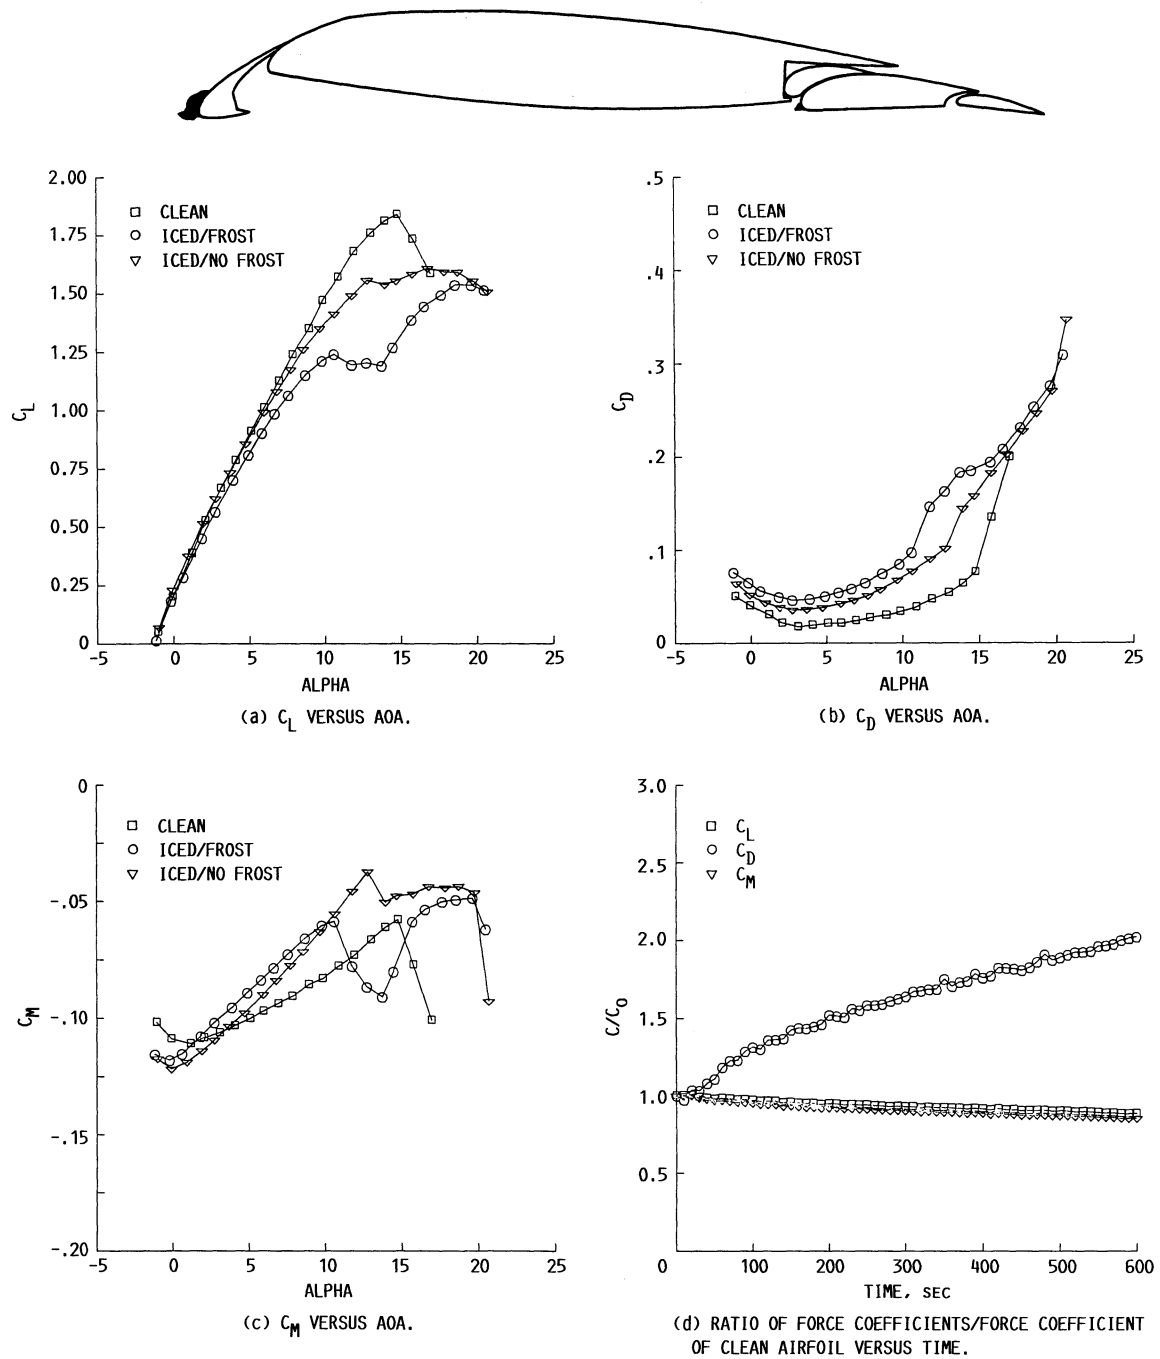 2.00
1.75
1.50
1.25
1.00
0.75
0.50
0.25
0
C_L
CLEAN
ICED/FROST
ICED/NO FROST
-5 0 5 10 15 20 25
ALPHA
(a) C_L VERSUS AOA.
.5
.4
.3
.2
.1
0
C_D
CLEAN
ICED/FROST
ICED/NO FROST
-5 0 5 10 15 20 25
ALPHA
(b) C_D VERSUS AOA.
0
-.05
-.10
-.15
-.20
C_M
CLEAN
ICED/FROST
ICED/NO FROST
-5 0 5 10 15 20 25
ALPHA
(c) C_M VERSUS AOA.
3.0
2.5
2.0
1.5
1.0
0.5
C/C_O
C_L
C_D
C_M
0 100 200 300 400 500 600
TIME, SEC
(d) RATIO OF FORCE COEFFICIENTS/FORCE COEFFICIENT
OF CLEAN AIRFOIL VERSUS TIME.